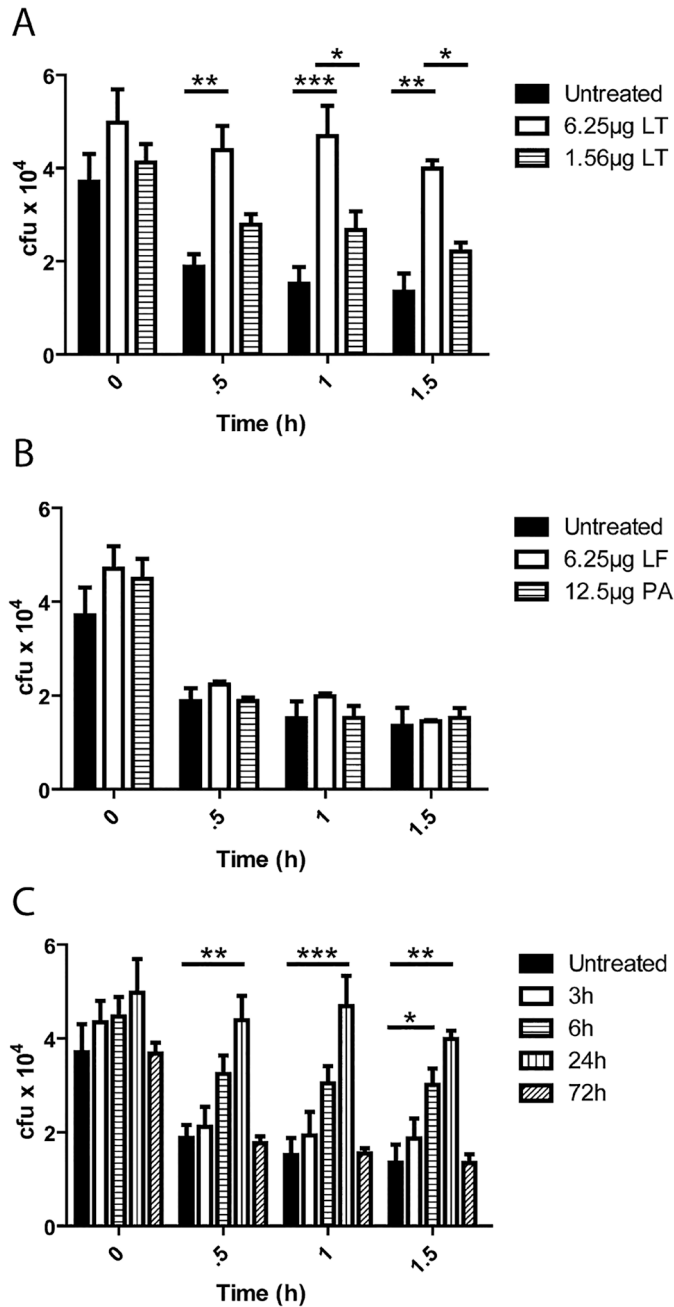 A
** *** * ** *
cfu x 10⁴
6
4
2
0
0 .5 1 1.5
Time (h)
Untreated
6.25µg LT
1.56µg LT
B
cfu x 10⁴
6
4
2
0
0 .5 1 1.5
Time (h)
Untreated
6.25µg LF
12.5µg PA
C
** *** ** *
cfu x 10⁴
6
4
2
0
0 .5 1 1.5
Time (h)
Untreated
3h
6h
24h
72h